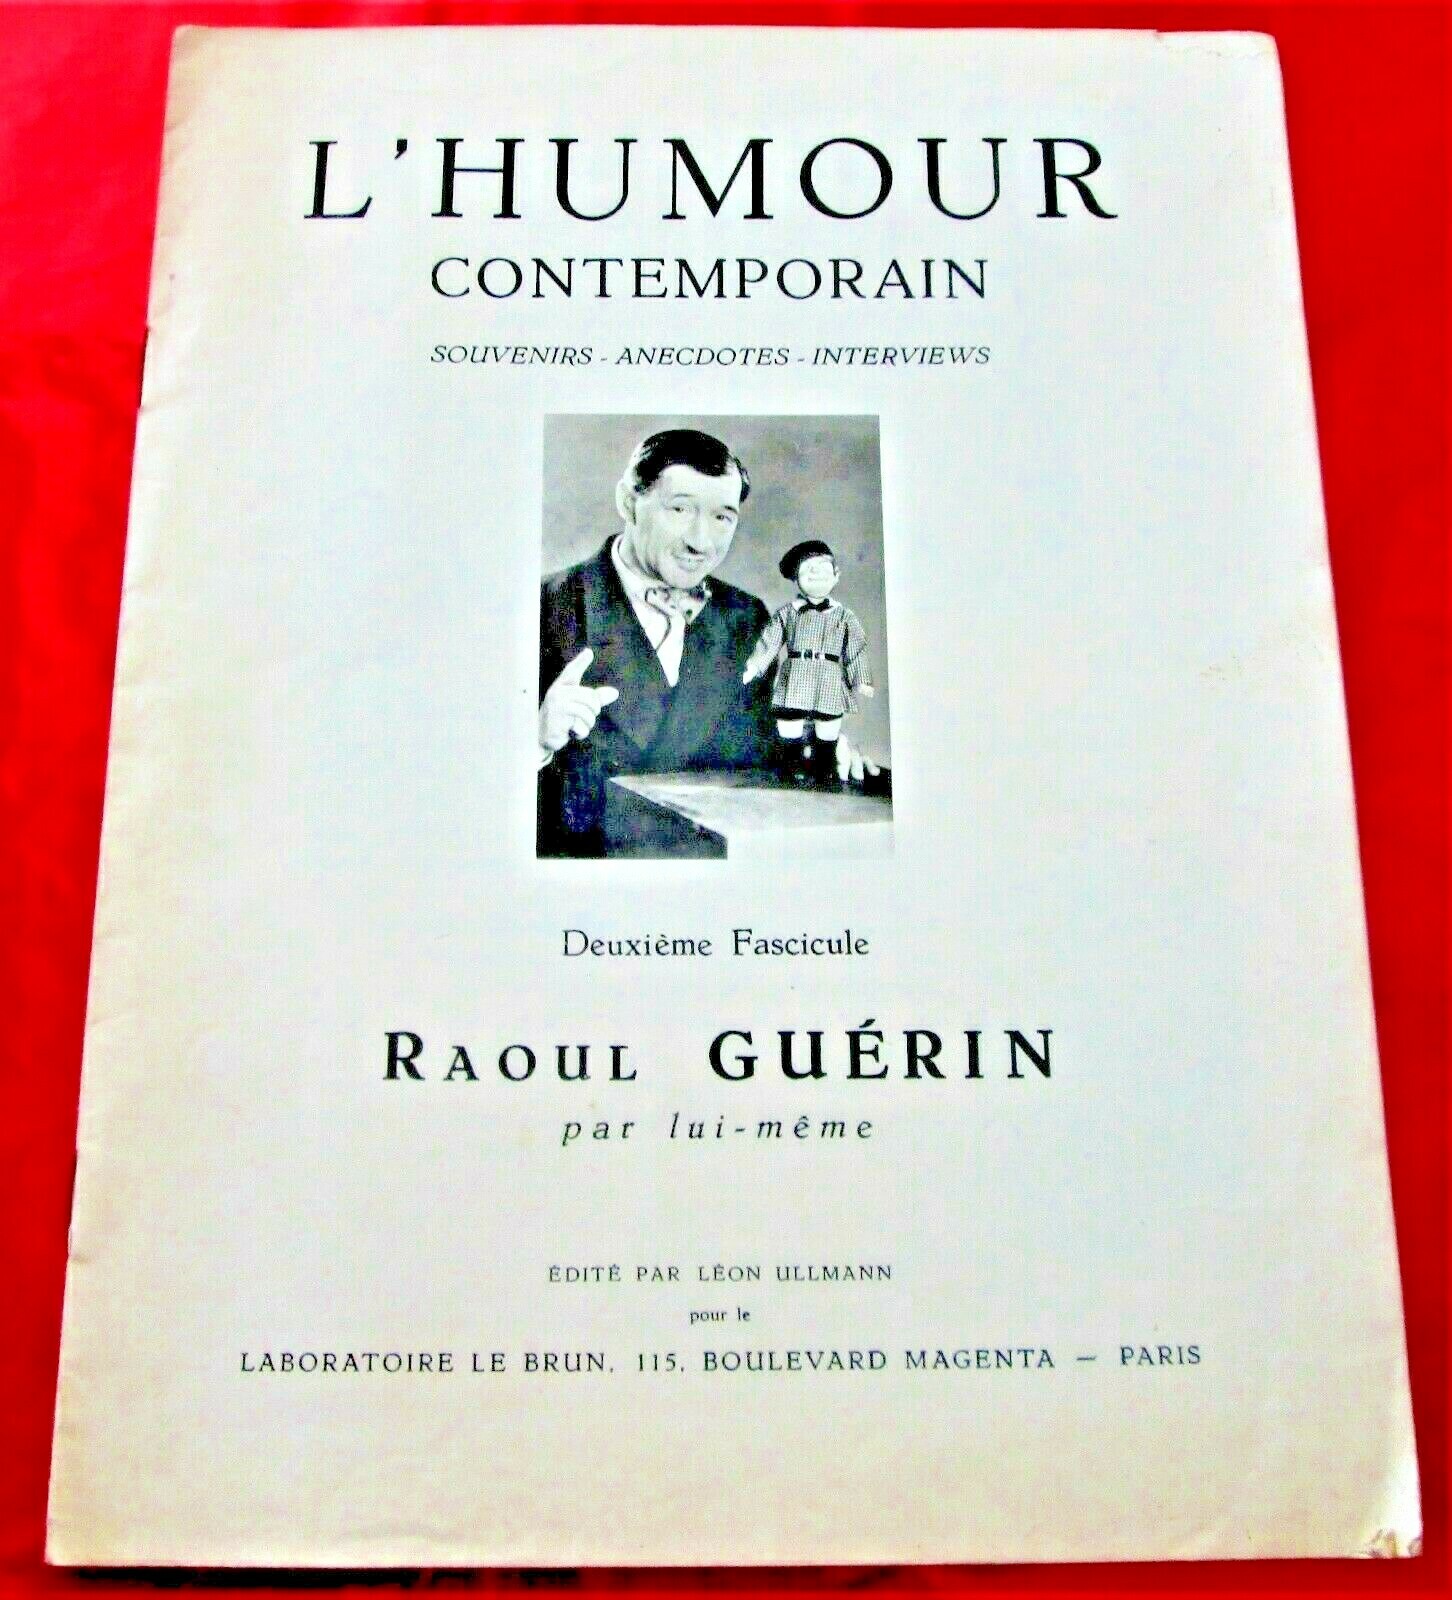 L'HUMOUR
CONTEMPORAIN
SOUVENIRS - ANECDOTES - INTERVIEWS
Deuxième Fascicule
RAOUL GUÉRIN
par lui-même
ÉDITÉ PAR LÉON ULLMANN
pour le
LABORATOIRE LE BRUN, 115, BOULEVARD MAGENTA — PARIS